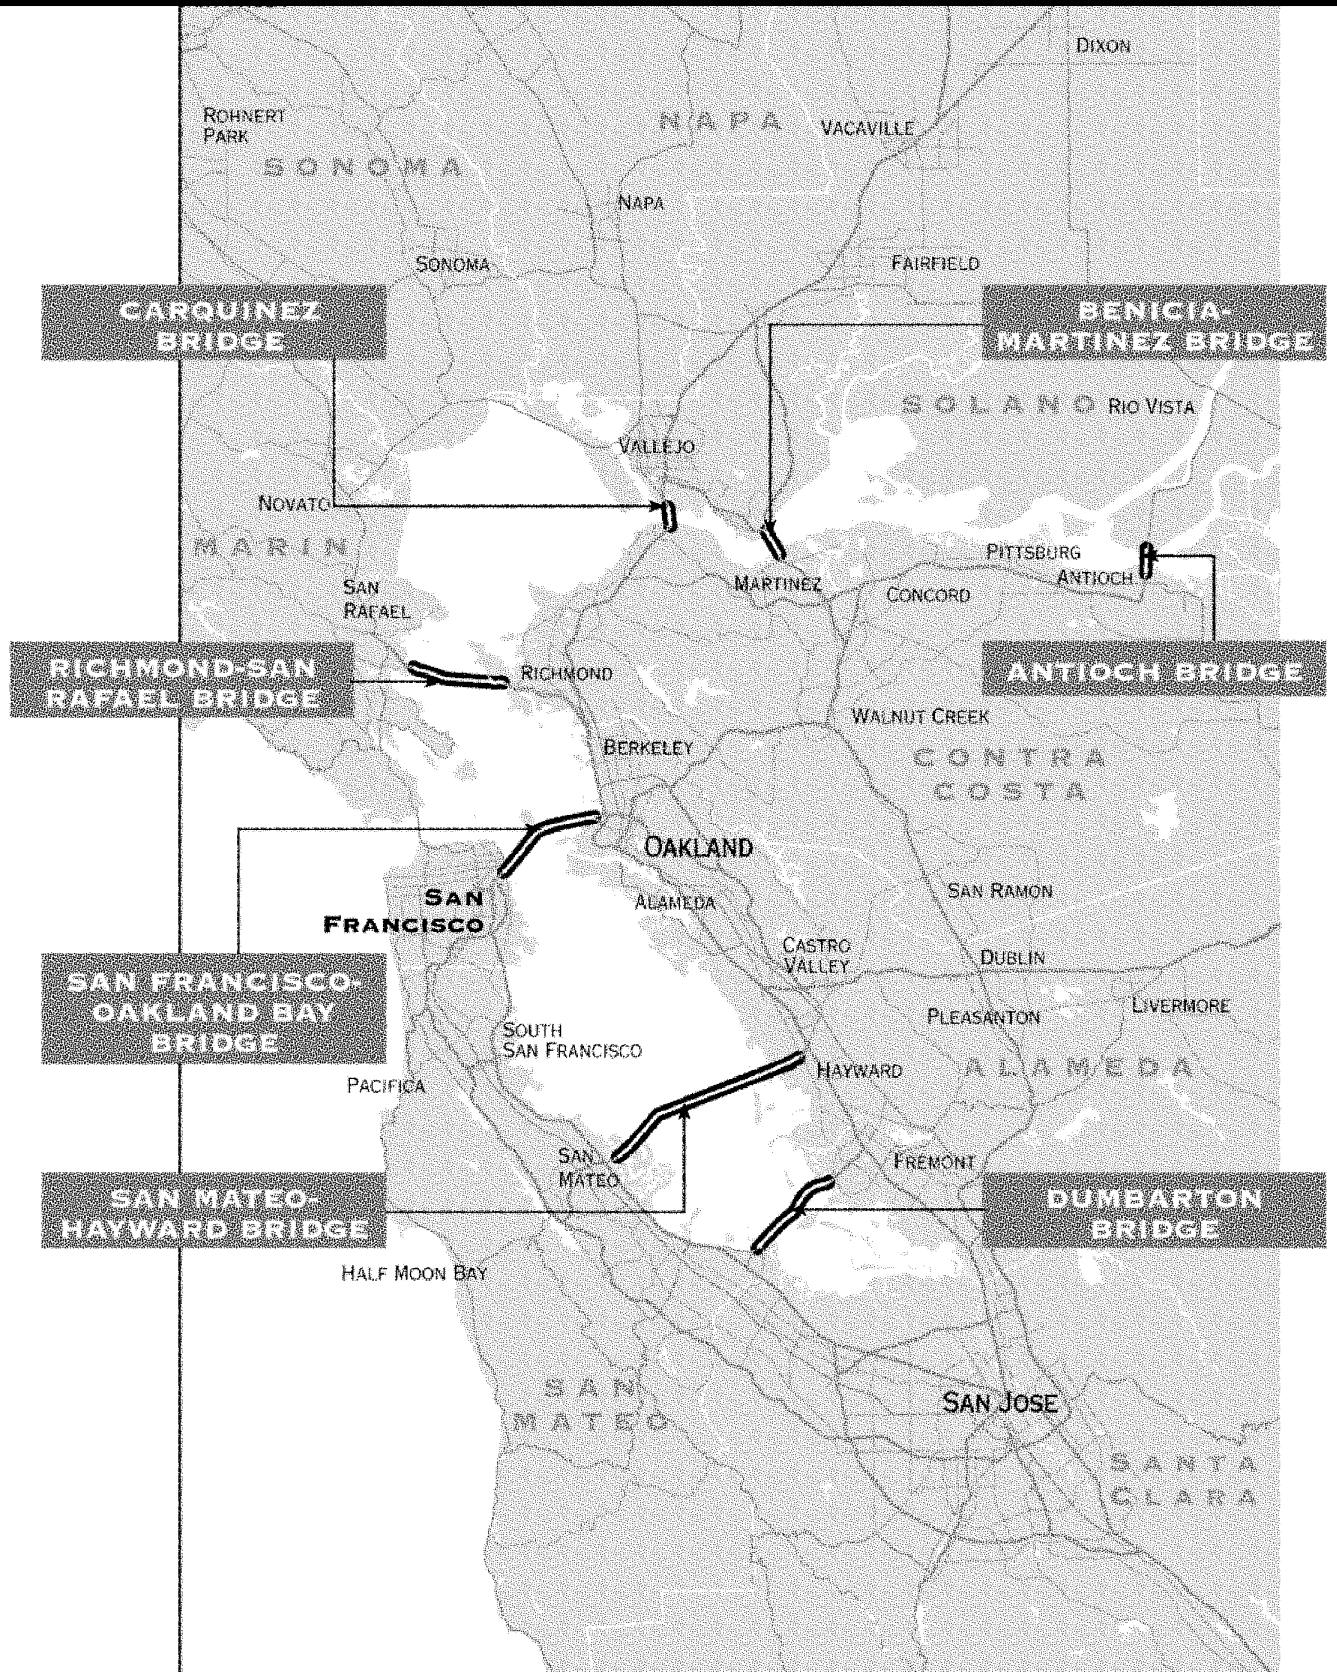 DIXON
ROHNERT
PARK
NAPA
VACAVILLE
SONOMA
NAPA
SONOMA
FAIRFIELD
CARQUINEZ
BRIDGE
BENICIA-
MARTINEZ BRIDGE
SOLANO
RIO VISTA
VALLEJO
NOVATO
MARIN
PITTSBURG
ANTIOCH
SAN
RAFAEL
MARTINEZ
CONCORD
RICHMOND-SAN
RAFAEL BRIDGE
RICHMOND
ANTIOCH BRIDGE
WALNUT CREEK
BERKELEY
CONTRA
COSTA
OAKLAND
SAN
FRANCISCO
ALAMEDA
SAN RAMON
CASTRO
VALLEY
DUBLIN
SAN FRANCISCO-
OAKLAND BAY
BRIDGE
LIVERMORE
PLEASANTON
SOUTH
SAN FRANCISCO
HAYWARD
ALAMEDA
PACIFICA
SAN
MATEO
FREMONT
SAN MATEO-
HAYWARD BRIDGE
DUMBARTON
BRIDGE
HALF MOON BAY
SAN
MATEO
SAN JOSE
SANTA
CLARA